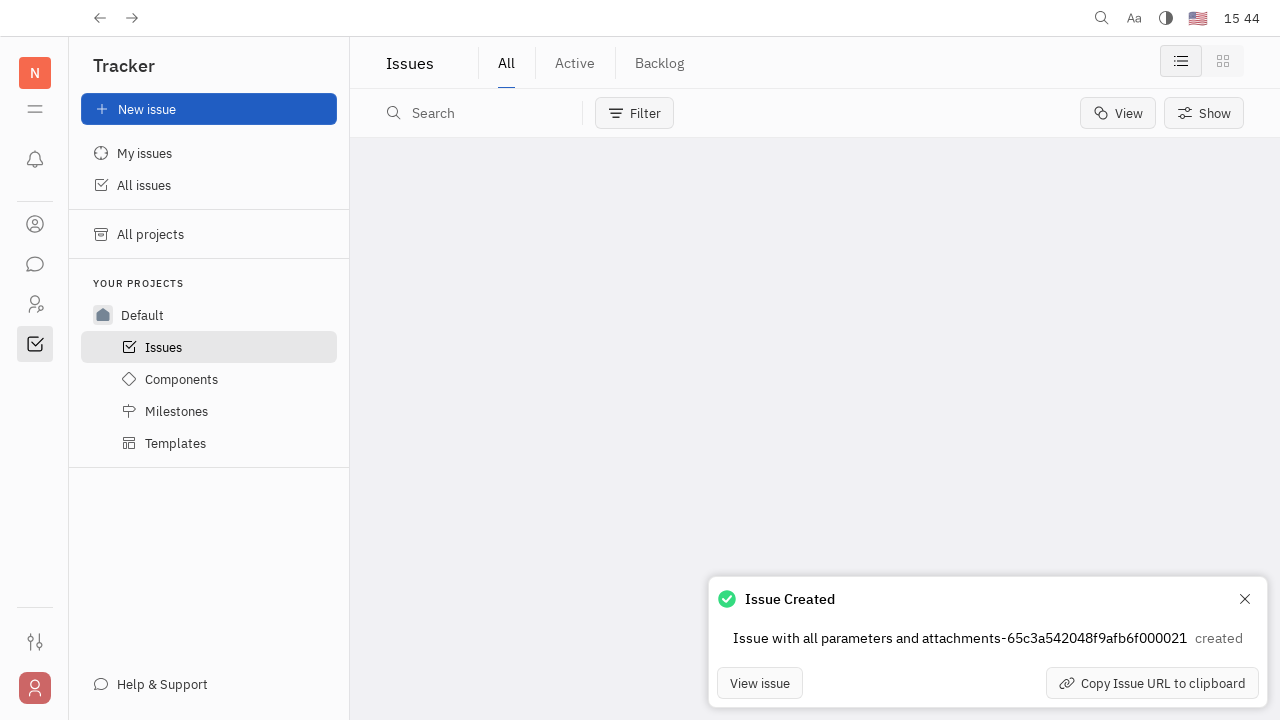 Aa
15 44
N
Tracker
New issue
My issues
All issues
All projects
YOUR PROJECTS
Default
Issues
Components
Milestones
Templates
Help & Support
Issues
All
Active
Backlog
Search
Filter
View
Show
Issue Created
Issue with all parameters and attachments-65c3a542048f9afb6f000021 created
View issue
Copy Issue URL to clipboard